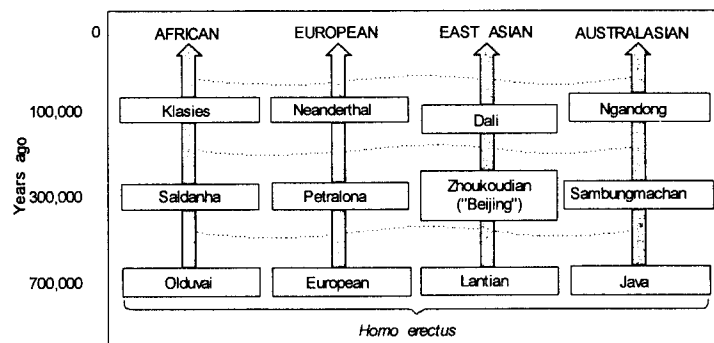 0
AFRICAN EUROPEAN EAST ASIAN AUSTRALASIAN
Years ago
100,000
Klasies Neanderthal Dali Ngandong
300,000
Saldanha Petralona Zhoukoudian ("Beijing") Sambungmachan
700,000
Olduvai European Lantian Java
Homo erectus